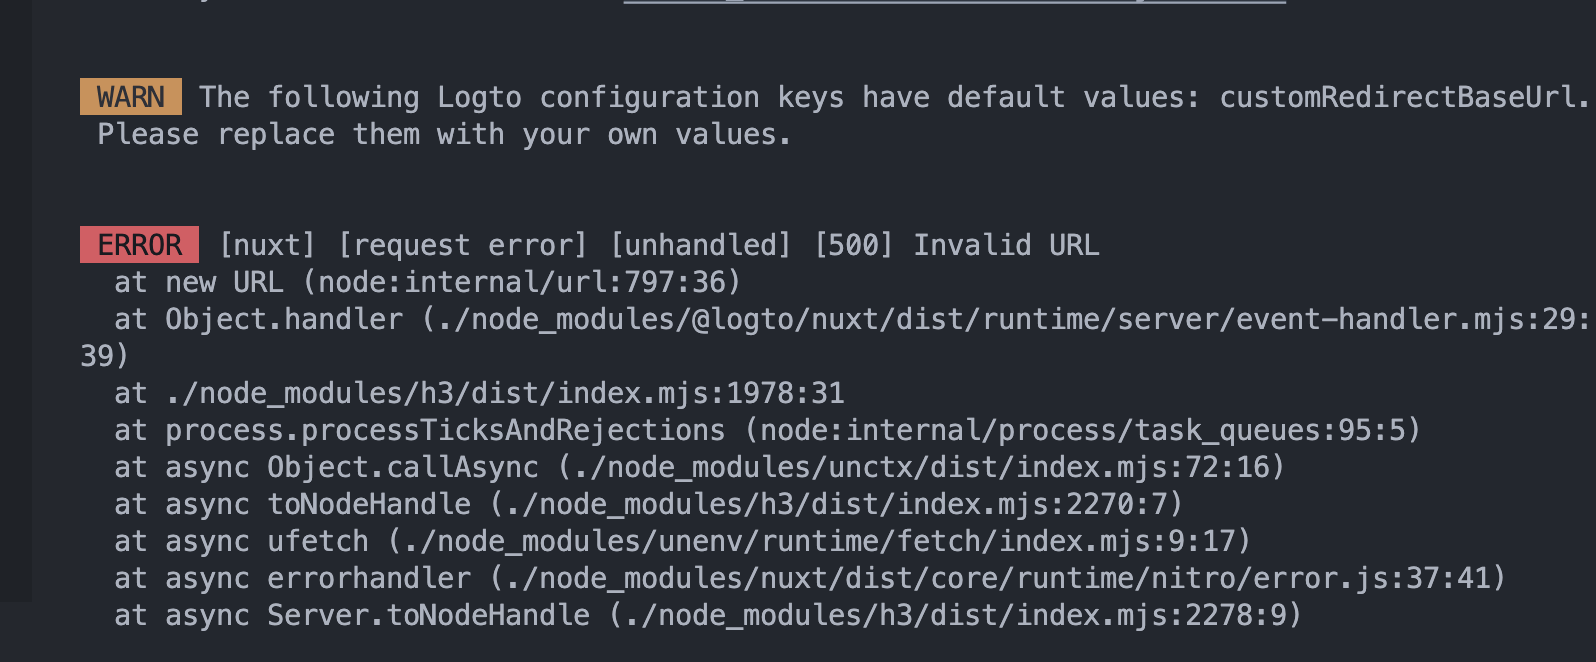 WARN The following Logto configuration keys have default values: customRedirectBaseUrl.
Please replace them with your own values.
ERROR [nuxt] [request error] [unhandled] [500] Invalid URL
at new URL (node:internal/url:797:36)
at Object.handler (./node_modules/@logto/nuxt/dist/runtime/server/event-handler.mjs:29:
39)
at ./node_modules/h3/dist/index.mjs:1978:31
at process.processTicksAndRejections (node:internal/process/task_queues:95:5)
at async Object.callAsync (./node_modules/unctx/dist/index.mjs:72:16)
at async toNodeHandle (./node_modules/h3/dist/index.mjs:2270:7)
at async ufetch (./node_modules/unenv/runtime/fetch/index.mjs:9:17)
at async errorhandler (./node_modules/nuxt/dist/core/runtime/nitro/error.js:37:41)
at async Server.toNodeHandle (./node_modules/h3/dist/index.mjs:2278:9)